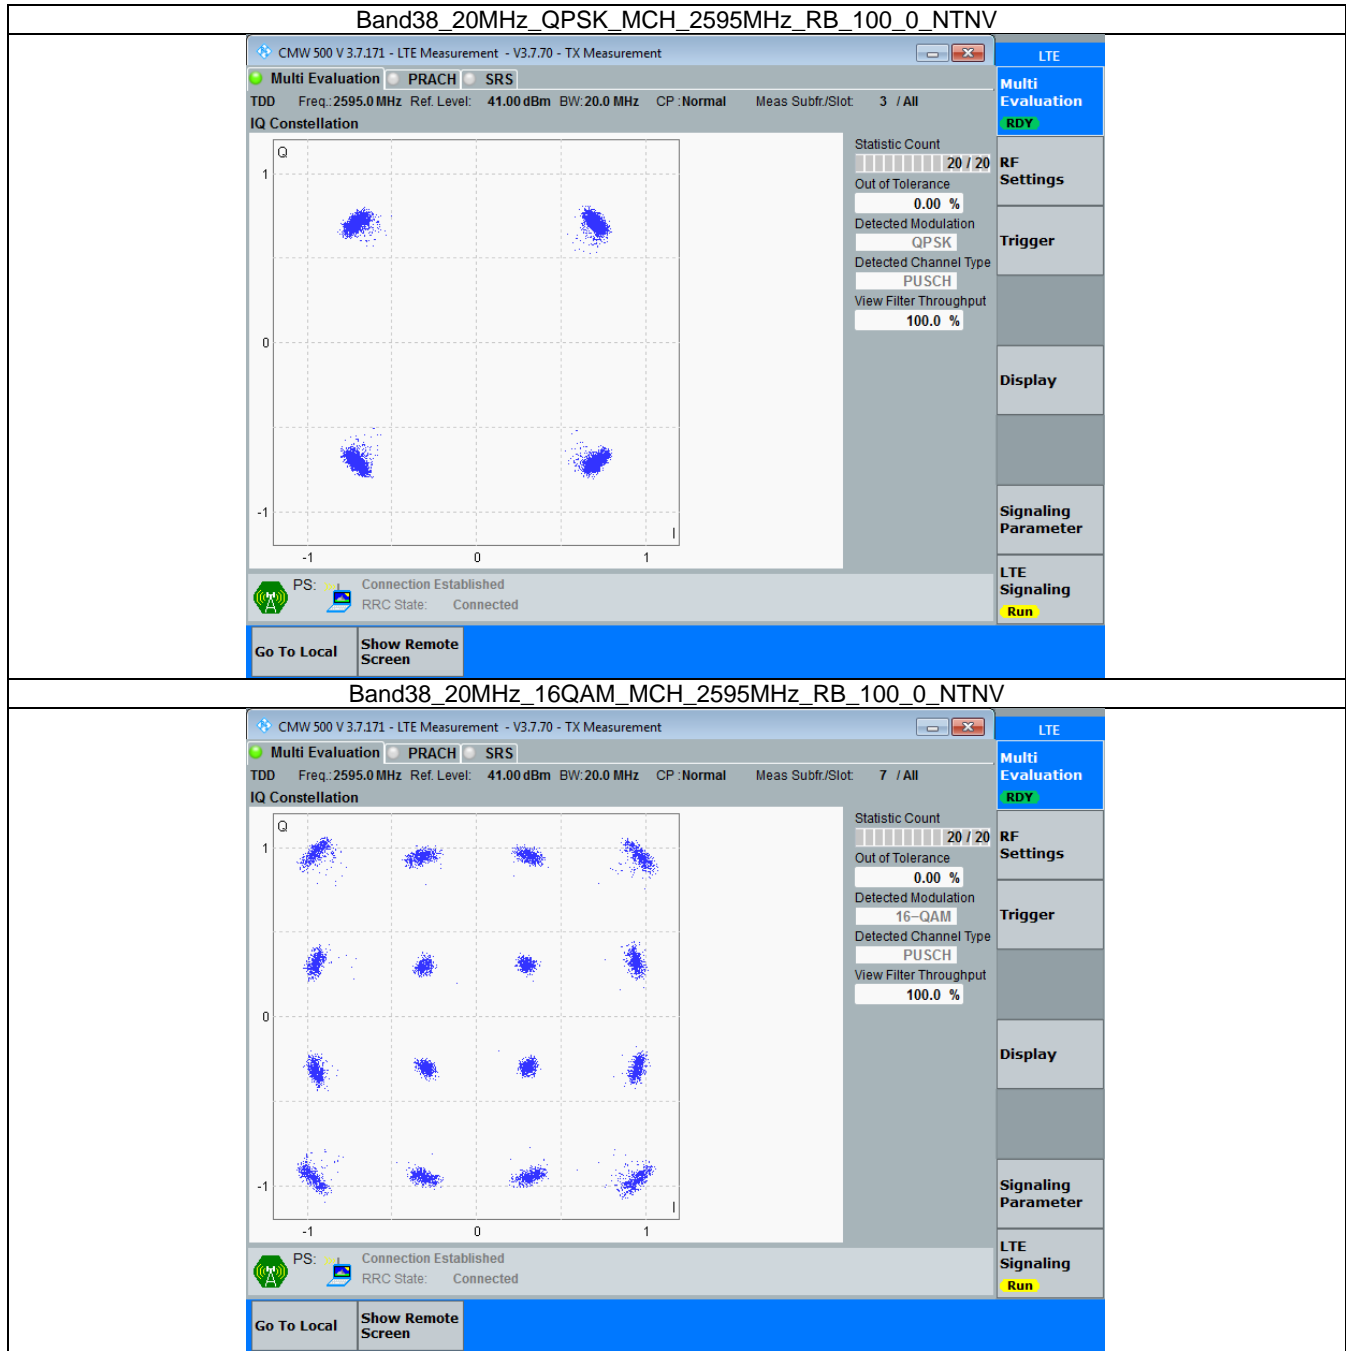 Band38_20MHz_QPSK_MCH_2595MHz_RB_100_0_NTNV
CMW 500 V 3.7.171 - LTE Measurement - V3.7.70 - TX Measurement
LTE
Multi Evaluation PRACH SRS
TDD Freq.: 2595.0 MHz Ref. Level: 41.00 dBm BW: 20.0 MHz CP : Normal Meas Subfr./Slot: 3 / All
IQ Constellation
Multi
Evaluation
RDY
Q
1
0
-1
-1 0 1
I
Statistic Count
20 / 20
Out of Tolerance
0.00 %
Detected Modulation
QPSK
Detected Channel Type
PUSCH
View Filter Throughput
100.0 %
RF
Settings
Trigger
Display
Signaling
Parameter
LTE
Signaling
Run
PS: Connection Established
RRC State: Connected
Go To Local
Show Remote
Screen
Band38_20MHz_16QAM_MCH_2595MHz_RB_100_0_NTNV
CMW 500 V 3.7.171 - LTE Measurement - V3.7.70 - TX Measurement
LTE
Multi Evaluation PRACH SRS
TDD Freq.: 2595.0 MHz Ref. Level: 41.00 dBm BW: 20.0 MHz CP : Normal Meas Subfr./Slot: 7 / All
IQ Constellation
Multi
Evaluation
RDY
Q
1
0
-1
-1 0 1
I
Statistic Count
20 / 20
Out of Tolerance
0.00 %
Detected Modulation
16-QAM
Detected Channel Type
PUSCH
View Filter Throughput
100.0 %
RF
Settings
Trigger
Display
Signaling
Parameter
LTE
Signaling
Run
PS: Connection Established
RRC State: Connected
Go To Local
Show Remote
Screen